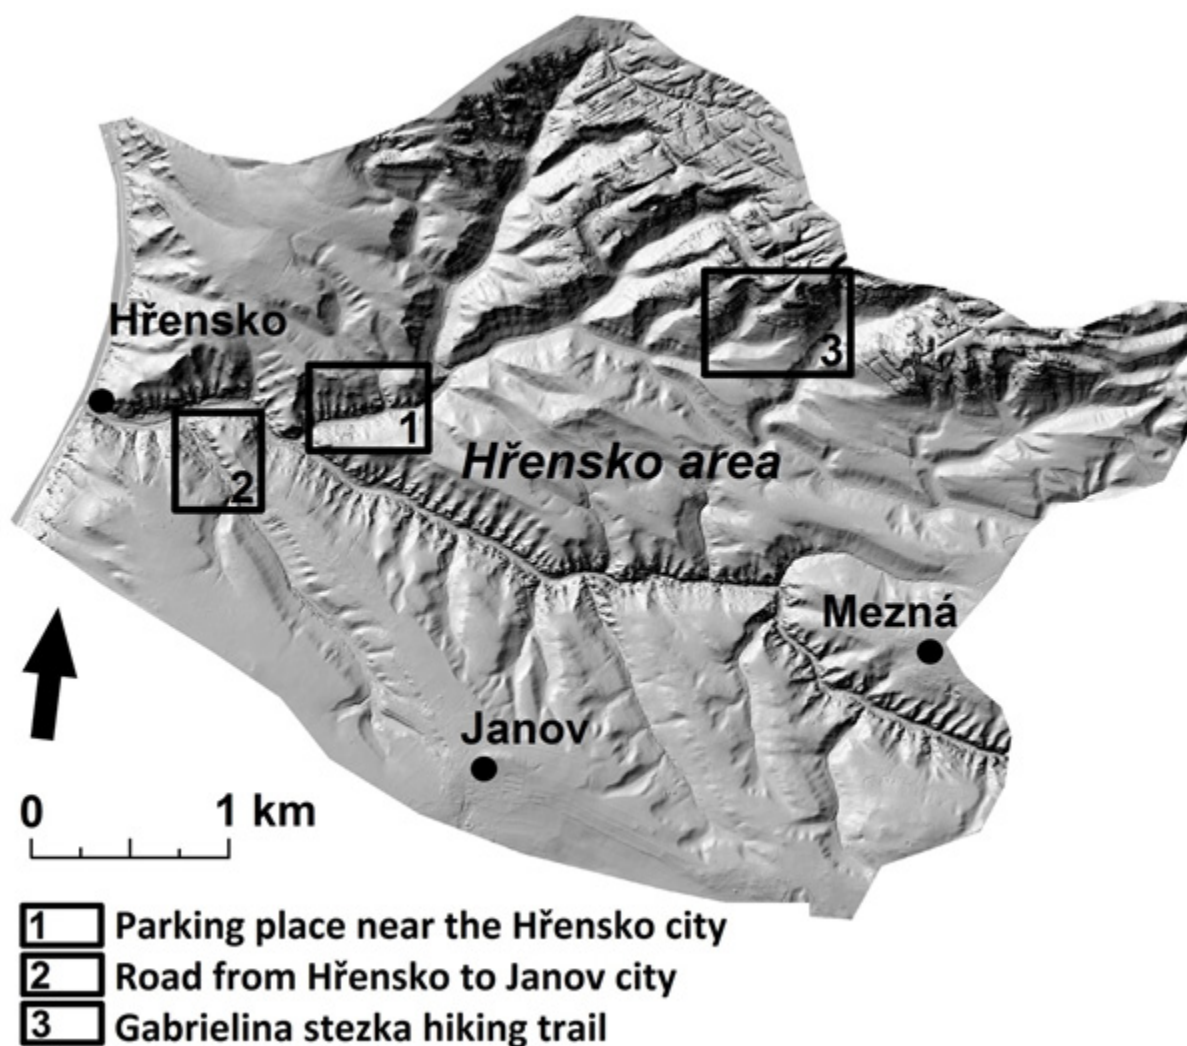 Hřensko
1
3
2
Hřensko area
Mezná
Janov
0 1 km
1 Parking place near the Hřensko city
2 Road from Hřensko to Janov city
3 Gabrielina stezka hiking trail